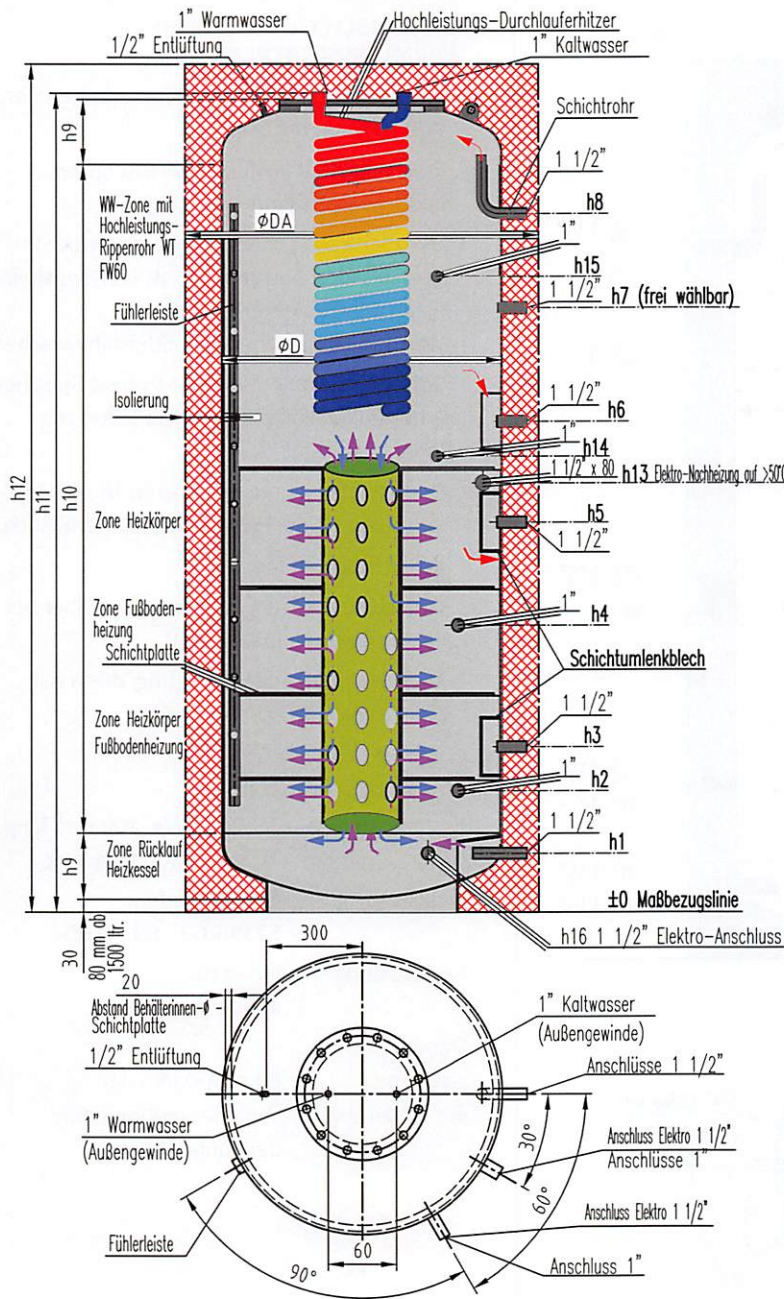 1" Warmwasser
Hochleistungs-Durchlauferhitzer
1/2" Entlüftung
1" Kaltwasser
Schichtrohr
1 1/2"
h8
h9
WW-Zone mit
Hochleistungs-
Rippenrohr WT
FW60
ØDA
1"
h15
1 1/2"
h7 (frei wählbar)
Fühlerleiste
ØD
Isolierung
1 1/2"
h6
1"
h14
1 1/2" x 80
h13 Elektro-Nachheizung auf >500
h12
h11
h10
Zone Heizkörper
h5
1 1/2"
Zone Fußboden-
heizung
Schichtplatte
1"
h4
Schichtumlenkblech
Zone Heizkörper
Fußbodenheizung
1 1/2"
h3
1"
h2
1 1/2"
h1
h9
Zone Rücklauf
Heizkessel
±0 Maßbezugslinie
h16 1 1/2" Elektro-Anschluss
30
80 mm ab
1500 ltr.
300
20
Abstand Behälterinnen-Ø -
Schichtplatte
1/2" Entlüftung
1" Kaltwasser
(Außengewinde)
Anschlüsse 1 1/2"
1" Warmwasser
(Außengewinde)
30°
Anschluss Elektro 1 1/2"
Anschlüsse 1"
60°
Anschluss Elektro 1 1/2"
Fühlerleiste
60
Anschluss 1"
90°